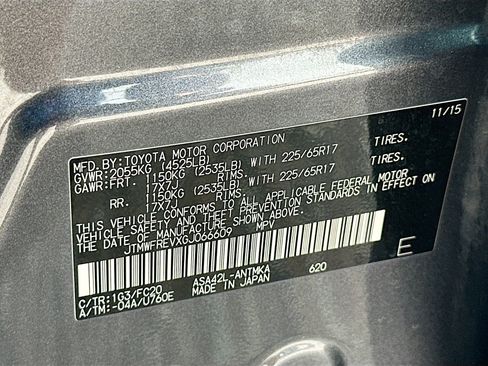 MFD.BY:TOYOTA MOTOR CORPORATION 11/15
GVWR:2055KG (4525LB)
GAWR:FRT. 1150KG (2535LB) WITH 225/65R17 TIRES.
17X7J RIMS.
RR. 1150KG (2535LB) WITH 225/65R17 TIRES.
17X7J RIMS.
THIS VEHICLE CONFORMS TO ALL APPLICABLE FEDERAL MOTOR
VEHICLE SAFETY AND THEFT PREVENTION STANDARDS IN EFFECT ON
THE DATE OF MANUFACTURE SHOWN ABOVE.
JTMWFREVXGJ066609 MPV
E
C/TR:1G3/FC20 ASA42L-ANTMKA 620
A/TM:-04A/U760E MADE IN JAPAN